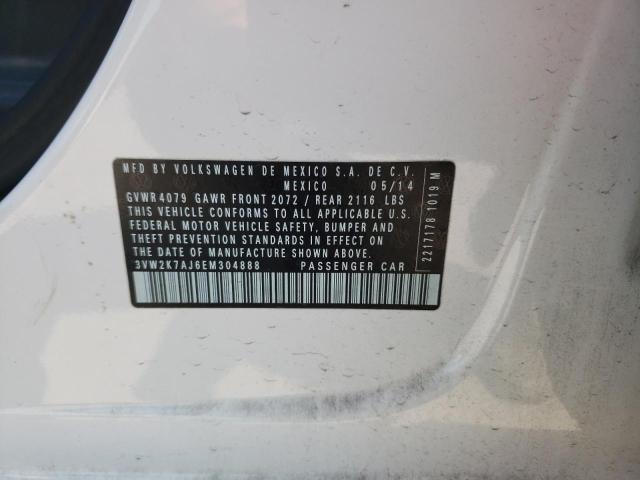 MFD BY VOLKSWAGEN DE MEXICO S.A. DE C.V.
MEXICO 05/14
GVWR4079 GAWR FRONT 2072 / REAR 2116 LBS
THIS VEHICLE CONFORMS TO ALL APPLICABLE U.S.
FEDERAL MOTOR VEHICLE SAFETY, BUMPER AND
THEFT PREVENTION STANDARDS IN EFFECT ON
THE DATE OF MANUFACTURE SHOWN ABOVE.
3VW2K7AJ6EM304888 PASSENGER CAR
2217178 1019 M